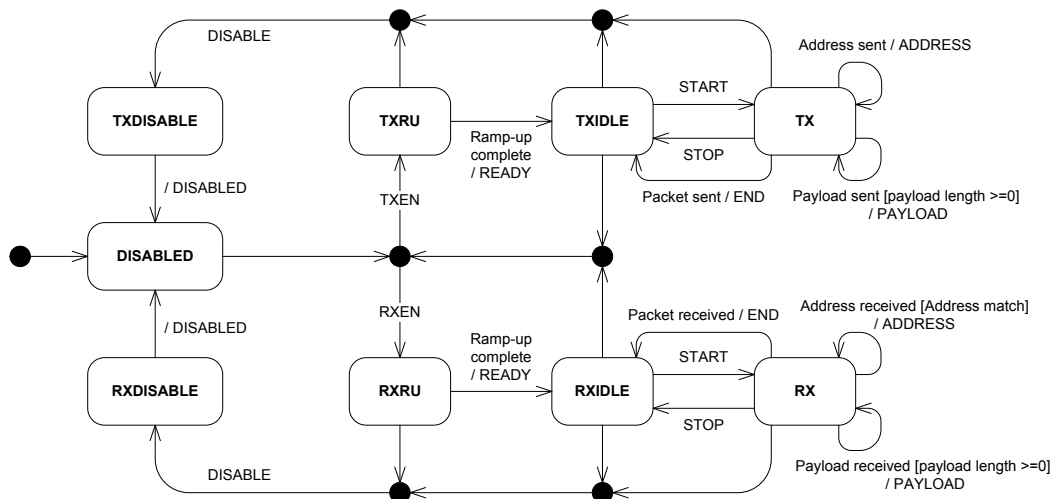 DISABLE
Address sent / ADDRESS
START
TXDISABLE
TXRU
TXIDLE
TX
Ramp-up
complete
/ READY
STOP
/ DISABLED
TXEN
Packet sent / END
Payload sent [payload length >=0]
/ PAYLOAD
DISABLED
RXEN
Packet received / END
Address received [Address match]
/ ADDRESS
/ DISABLED
Ramp-up
complete
/ READY
START
RXDISABLE
RXRU
RXIDLE
RX
STOP
DISABLE
Payload received [payload length >=0]
/ PAYLOAD